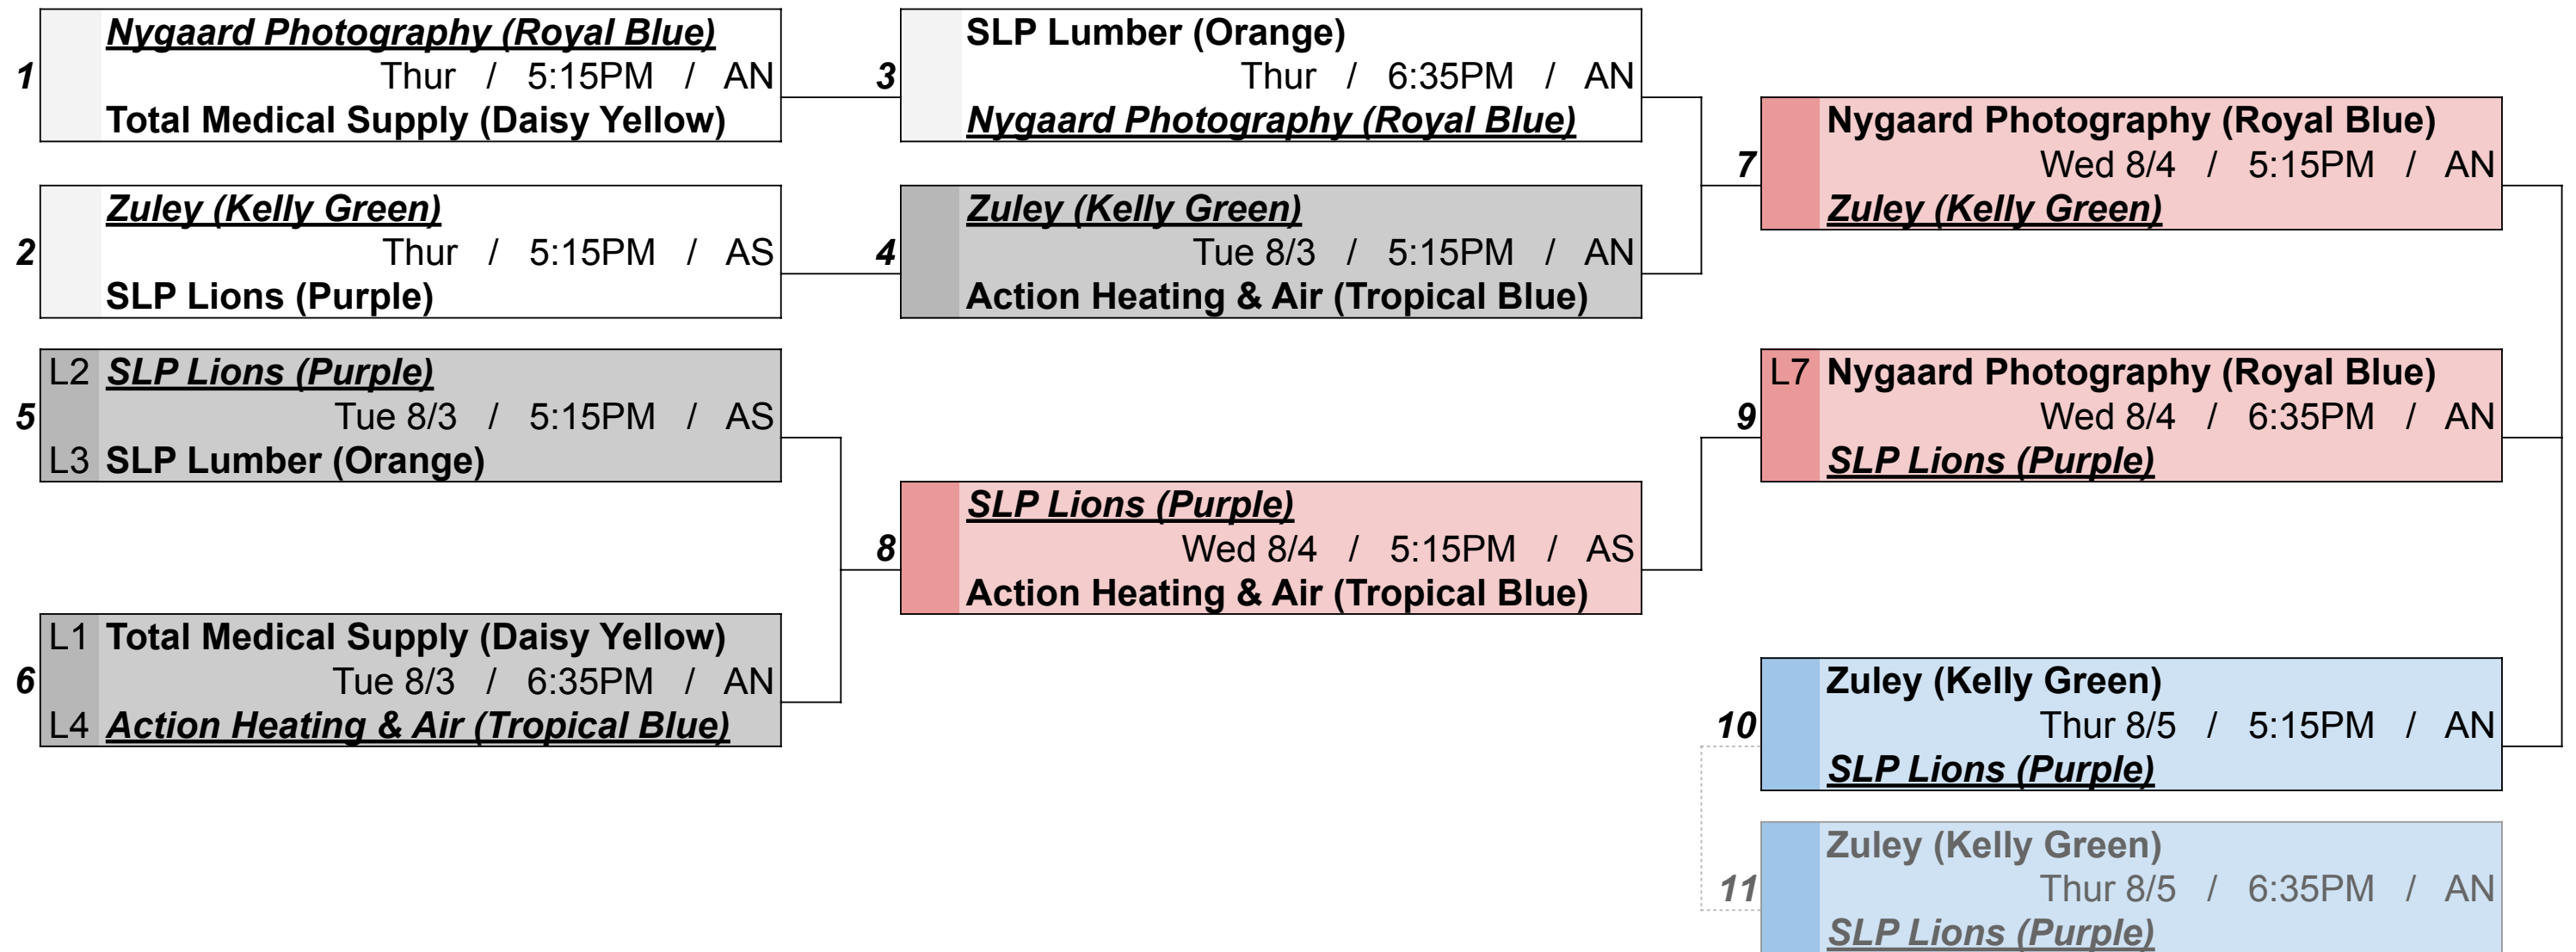 1
Nygaard Photography (Royal Blue)
Thur / 5:15PM / AN
Total Medical Supply (Daisy Yellow)
2
Zuley (Kelly Green)
Thur / 5:15PM / AS
SLP Lions (Purple)
5
L2 SLP Lions (Purple)
Tue 8/3 / 5:15PM / AS
L3 SLP Lumber (Orange)
6
L1 Total Medical Supply (Daisy Yellow)
Tue 8/3 / 6:35PM / AN
L4 Action Heating & Air (Tropical Blue)
3
SLP Lumber (Orange)
Thur / 6:35PM / AN
Nygaard Photography (Royal Blue)
4
Zuley (Kelly Green)
Tue 8/3 / 5:15PM / AN
Action Heating & Air (Tropical Blue)
8
SLP Lions (Purple)
Wed 8/4 / 5:15PM / AS
Action Heating & Air (Tropical Blue)
7
Nygaard Photography (Royal Blue)
Wed 8/4 / 5:15PM / AN
Zuley (Kelly Green)
9
L7 Nygaard Photography (Royal Blue)
Wed 8/4 / 6:35PM / AN
SLP Lions (Purple)
10
Zuley (Kelly Green)
Thur 8/5 / 5:15PM / AN
SLP Lions (Purple)
11
Zuley (Kelly Green)
Thur 8/5 / 6:35PM / AN
SLP Lions (Purple)